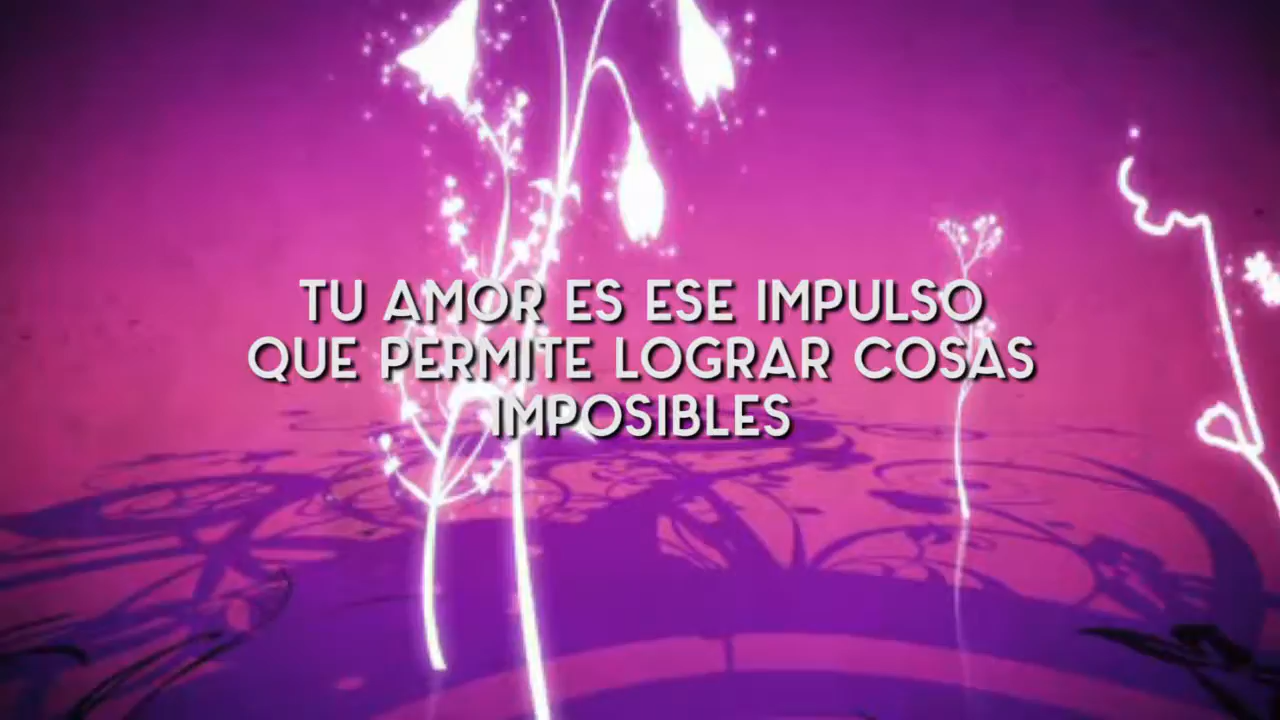 TU AMOR ES ESE IMPULSO
QUE PERMITE LOGRAR COSAS
IMPOSIBLES